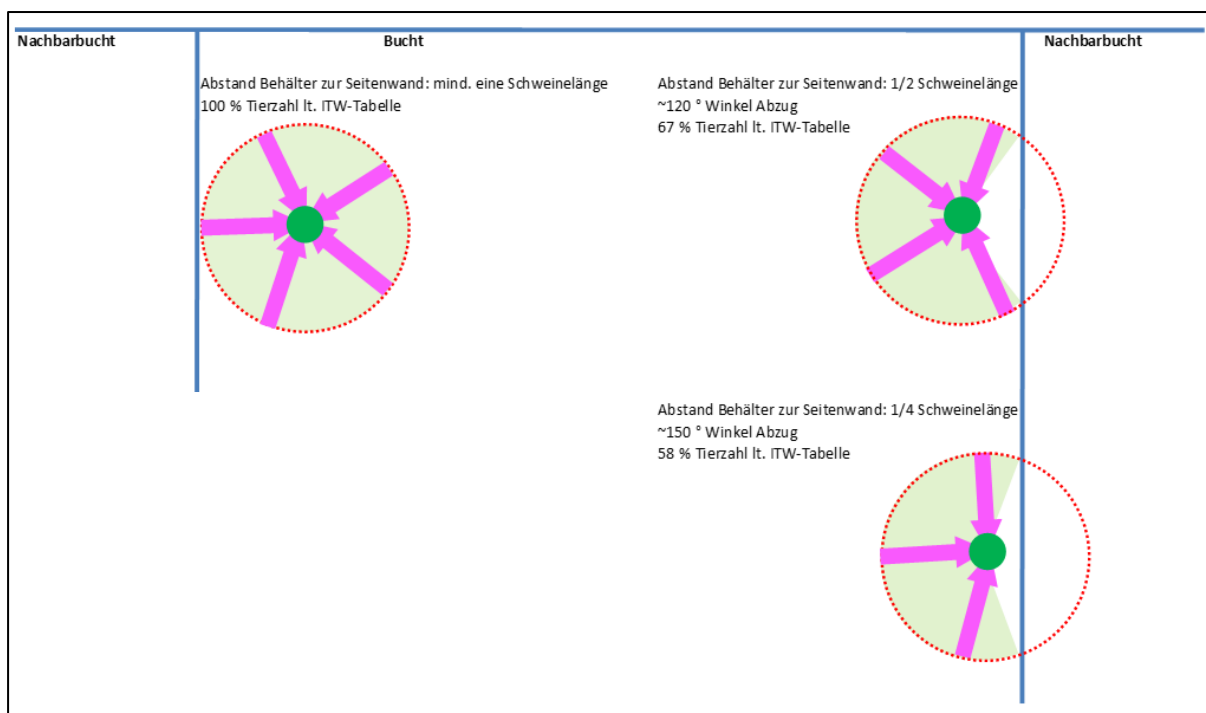 Nachbarbucht
Bucht
Nachbarbucht
Abstand Behälter zur Seitenwand: mind. eine Schweinelänge
100 % Tierzahl lt. ITW-Tabelle
Abstand Behälter zur Seitenwand: 1/2 Schweinelänge
~120 ° Winkel Abzug
67 % Tierzahl lt. ITW-Tabelle
Abstand Behälter zur Seitenwand: 1/4 Schweinelänge
~150 ° Winkel Abzug
58 % Tierzahl lt. ITW-Tabelle